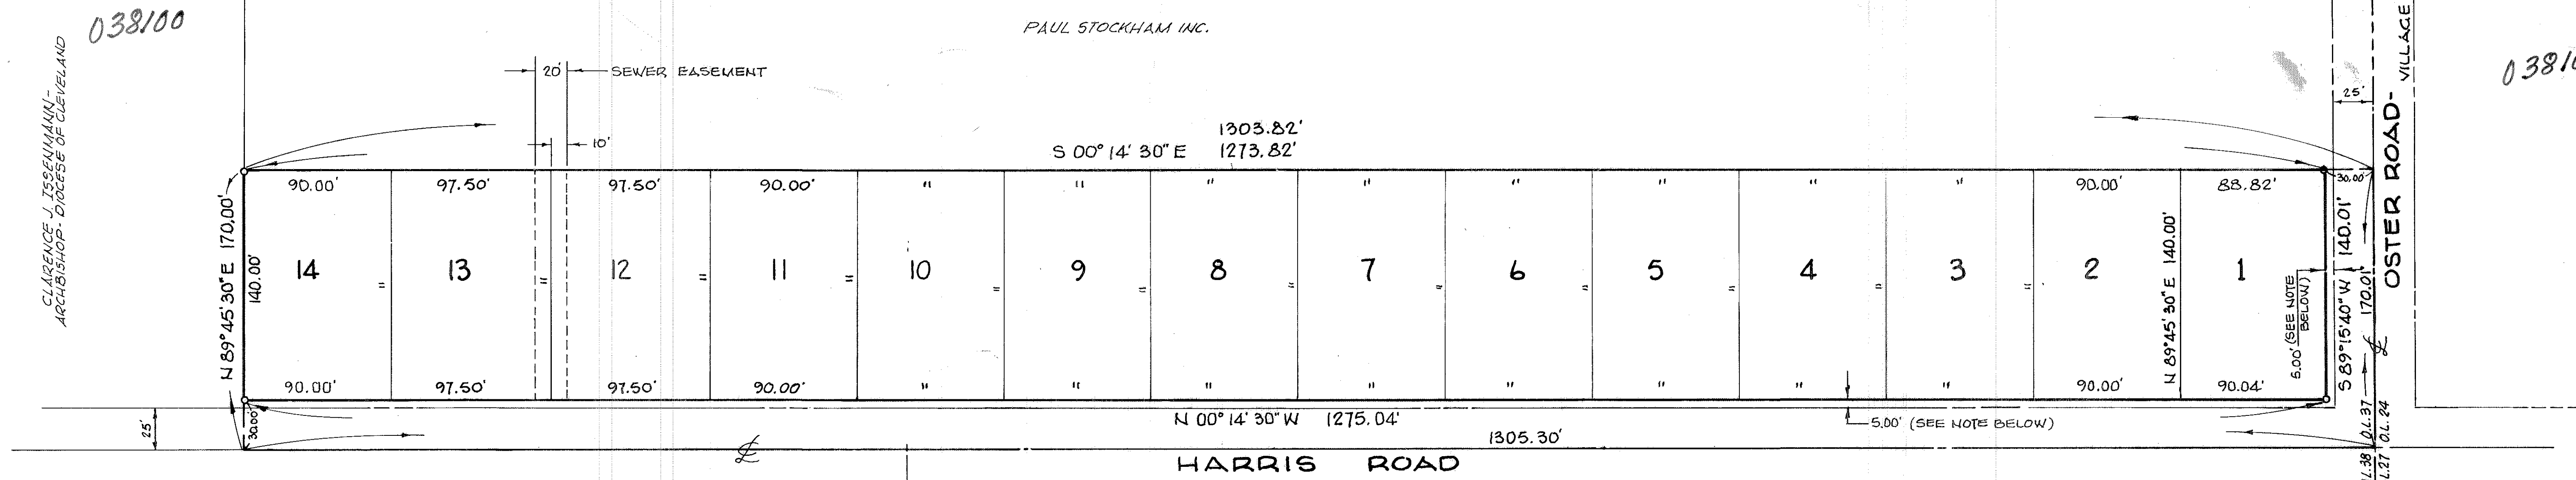 038100
PAUL STOCKHAM INC.
CLARENCE J. ISSENMANN-
ARCHBISHOP- DIOCESE OF CLEVELAND
20'
SEWER EASEMENT
10'
1303.82'
S 00° 14' 30" E 1273.82'
25'
VILLAGE
OSTER ROAD-
90.00' 97.50' 97.50' 90.00' " " " " " " " " 90.00' 88.82'
30.00'
N 89° 45' 30" E 170.00'
140.00'
14 13 12 11 10 9 8 7 6 5 4 3 2 1
" " " " " " " " " " " "
N 89°45' 30" E 140.00'
5.00' (SEE NOTE
BELOW)
S 89°15'40" W 140.01'
170.01'
℄
90.00' 97.50' 97.50' 90.00' " " " " " " " " 90.00' 90.04'
25'
30.00'
N 00° 14' 30" W 1275.04'
5.00' (SEE NOTE BELOW)
1305.30'
℄
HARRIS ROAD
O.L.37
O.L.24
L.38
L.27